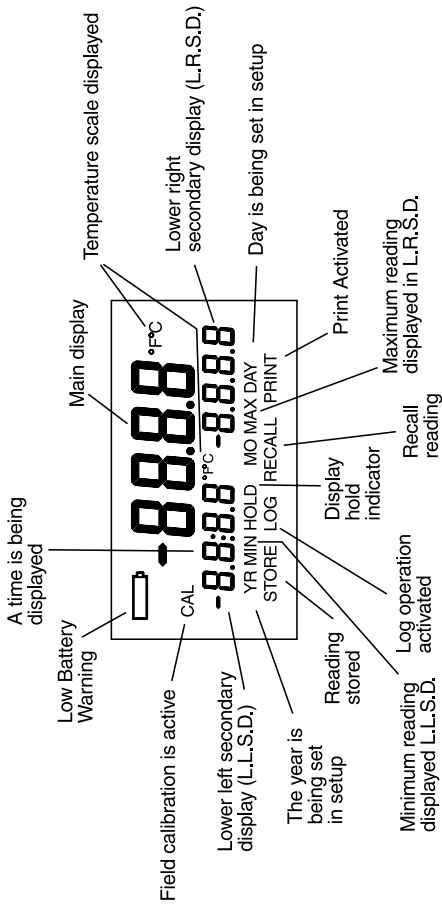 A time is being
displayed
Low Battery
Warning
Main display
Temperature scale displayed
Field calibration is active
CAL
-8.8.8.8
°F°C
Lower left secondary
display (L.L.S.D.)
-8.8:8.8
°F°C
-8.8.8.8
Lower right
secondary display (L.R.S.D.)
YR MIN HOLD MO MAX DAY
STORE LOG RECALL PRINT
The year is
being set
in setup
Reading
stored
Minimum reading
displayed L.L.S.D.
Log operation
activated
Display
hold
indicator
Recall
reading
Maximum reading
displayed in L.R.S.D.
Print Activated
Day is being set in setup